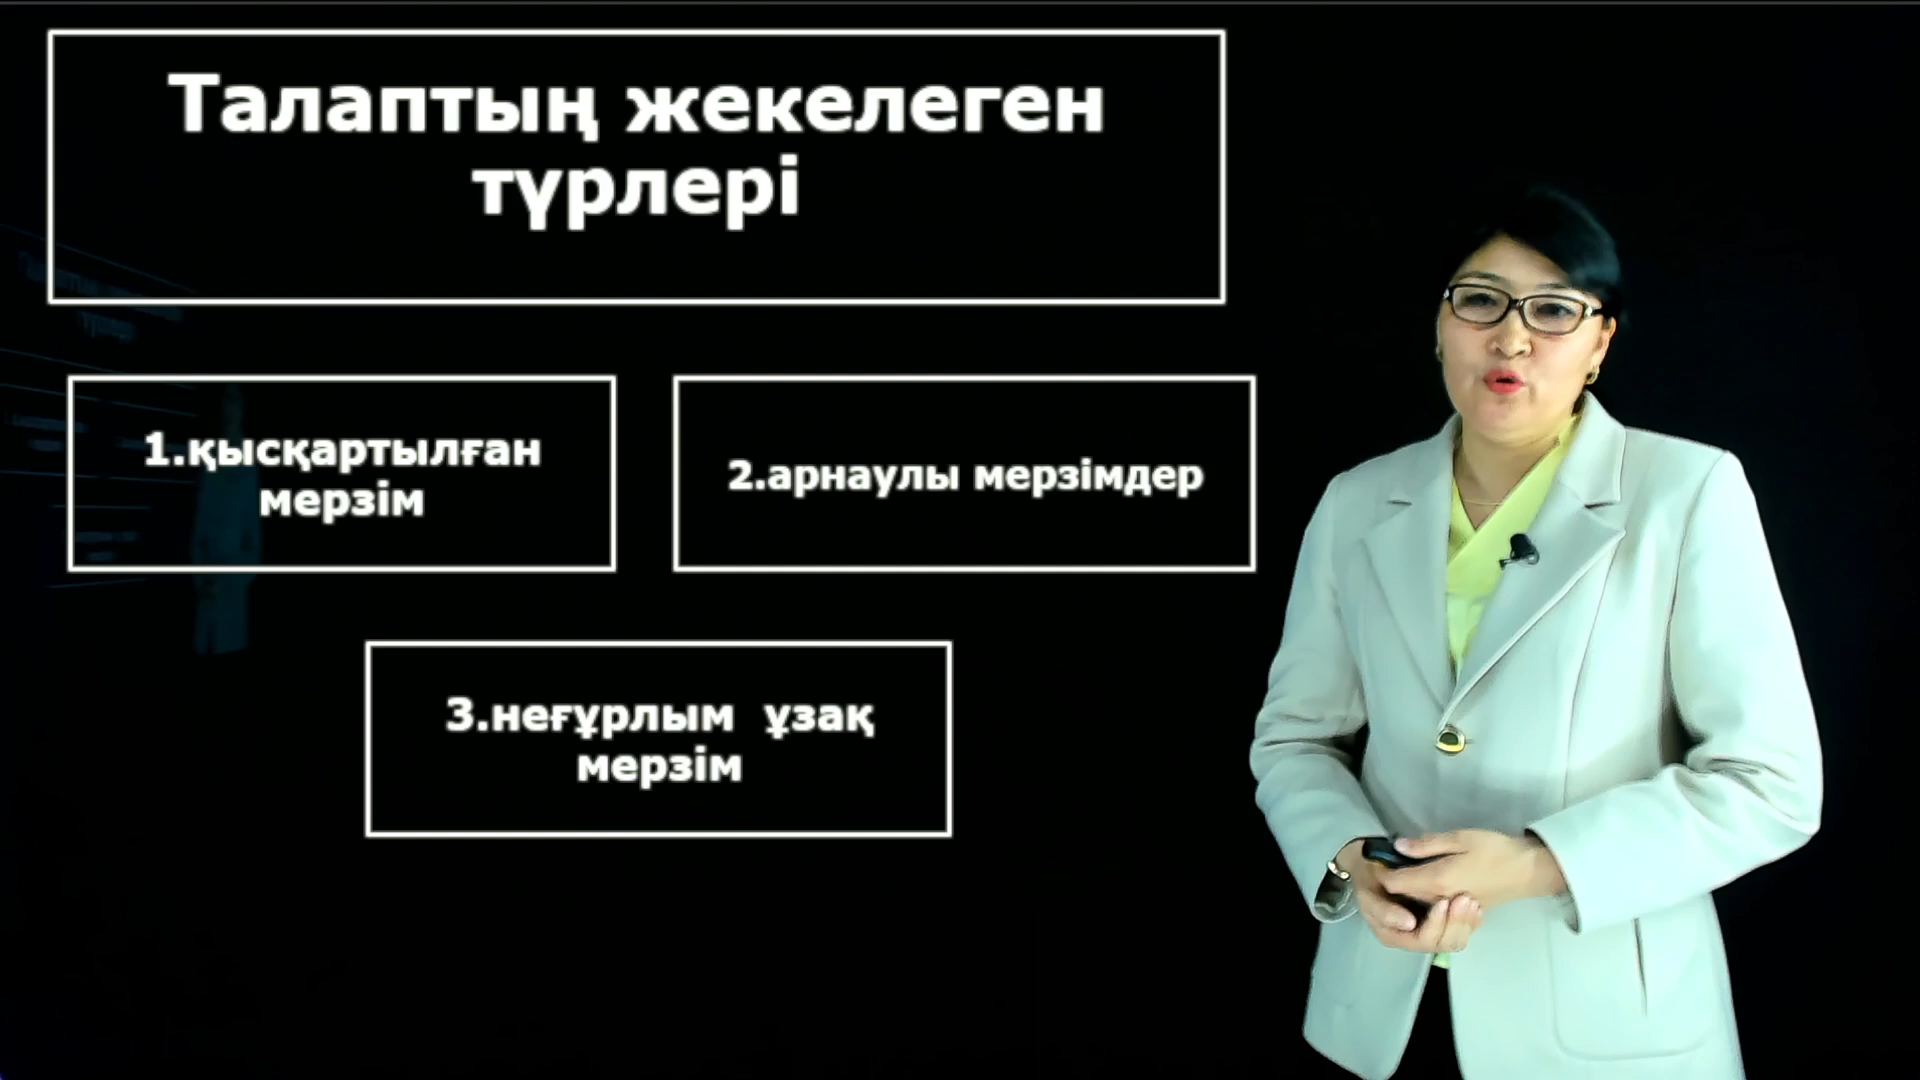 Талаптың жекелеген
түрлері
1.қысқартылған
мерзім
2.арнаулы мерзімдер
3.неғұрлым ұзақ
мерзім